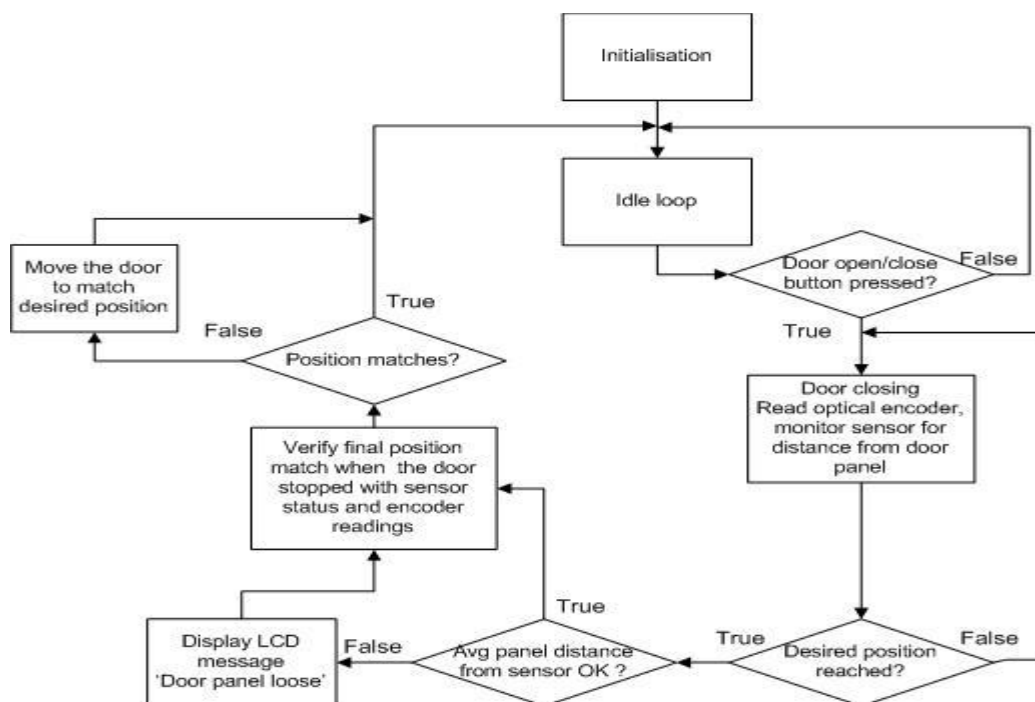 Initialisation
Idle loop
Door open/close
button pressed?
False
True
Move the door
to match
desired position
True
False
Position matches?
Door closing
Read optical encoder,
monitor sensor for
distance from door
panel
Verify final position
match when the door
stopped with sensor
status and encoder
readings
True
Display LCD
message
'Door panel loose'
False
Avg panel distance
from sensor OK ?
True
Desired position
reached?
False